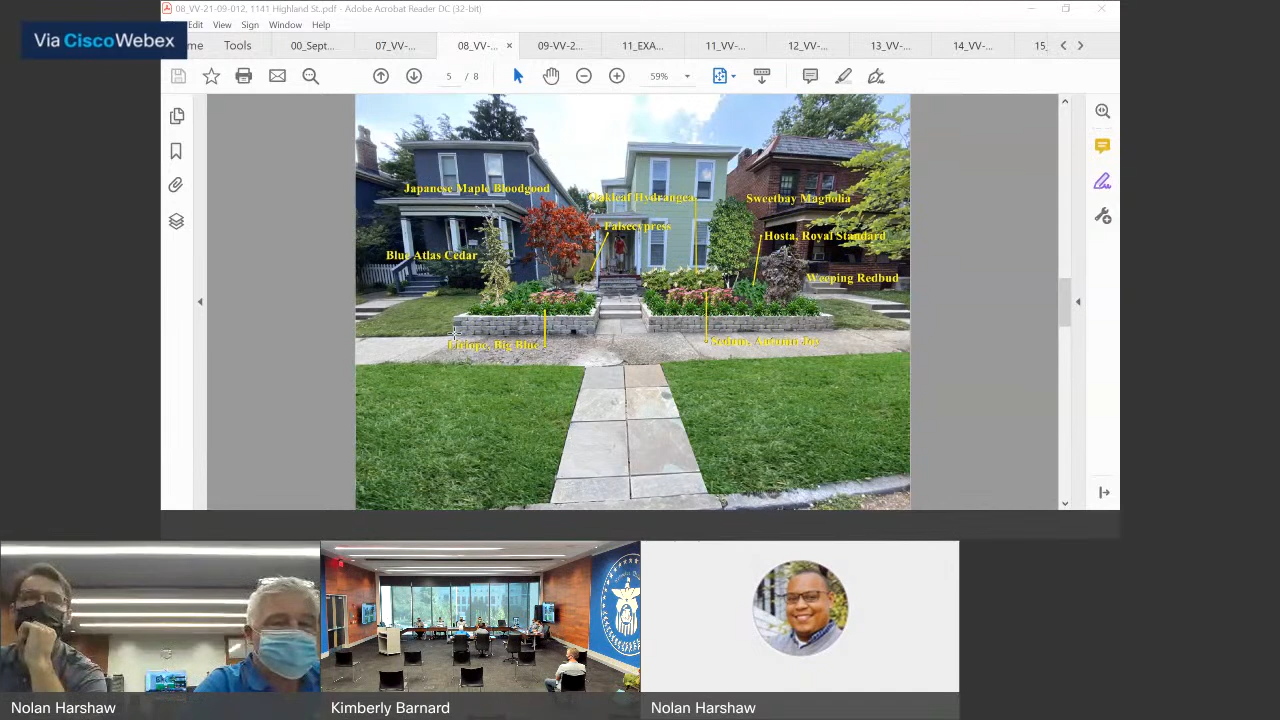 08_VV-21-09-012, 1141 Highland St..pdf - Adobe Acrobat Reader DC (32-bit)
Edit View Sign Window Help
Via Cisco Webex
me Tools 00_Sept... 07_VV-... 08_VV-... × 09-VV-2... 11_EXA... 11_VV-... 12_VV-... 13_VV-... 14_VV-... 15_
5 / 8 59%
Japanese Maple Bloodgood
Oakleaf Hydrangea
Sweetbay Magnolia
Falsecypress
Hosta, Royal Standard
Blue Atlas Cedar
Weeping Redbud
Liriope, Big Blue
Sedum, Autumn Joy
Nolan Harshaw
Kimberly Barnard
Nolan Harshaw